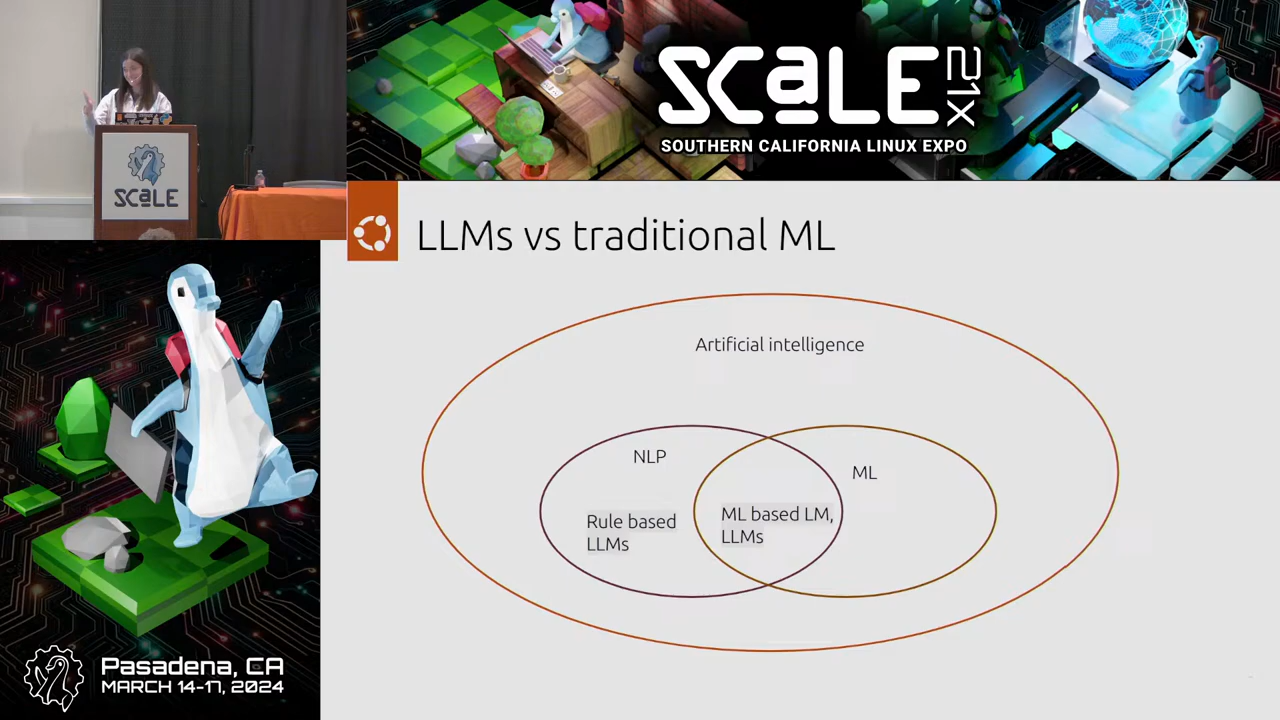 SCALE
21X
SOUTHERN CALIFORNIA LINUX EXPO
SCALE
LLMs vs traditional ML
Artificial intelligence
NLP
ML
Rule based
LLMs
ML based LM,
LLMs
Pasadena, CA
MARCH 14-17, 2024